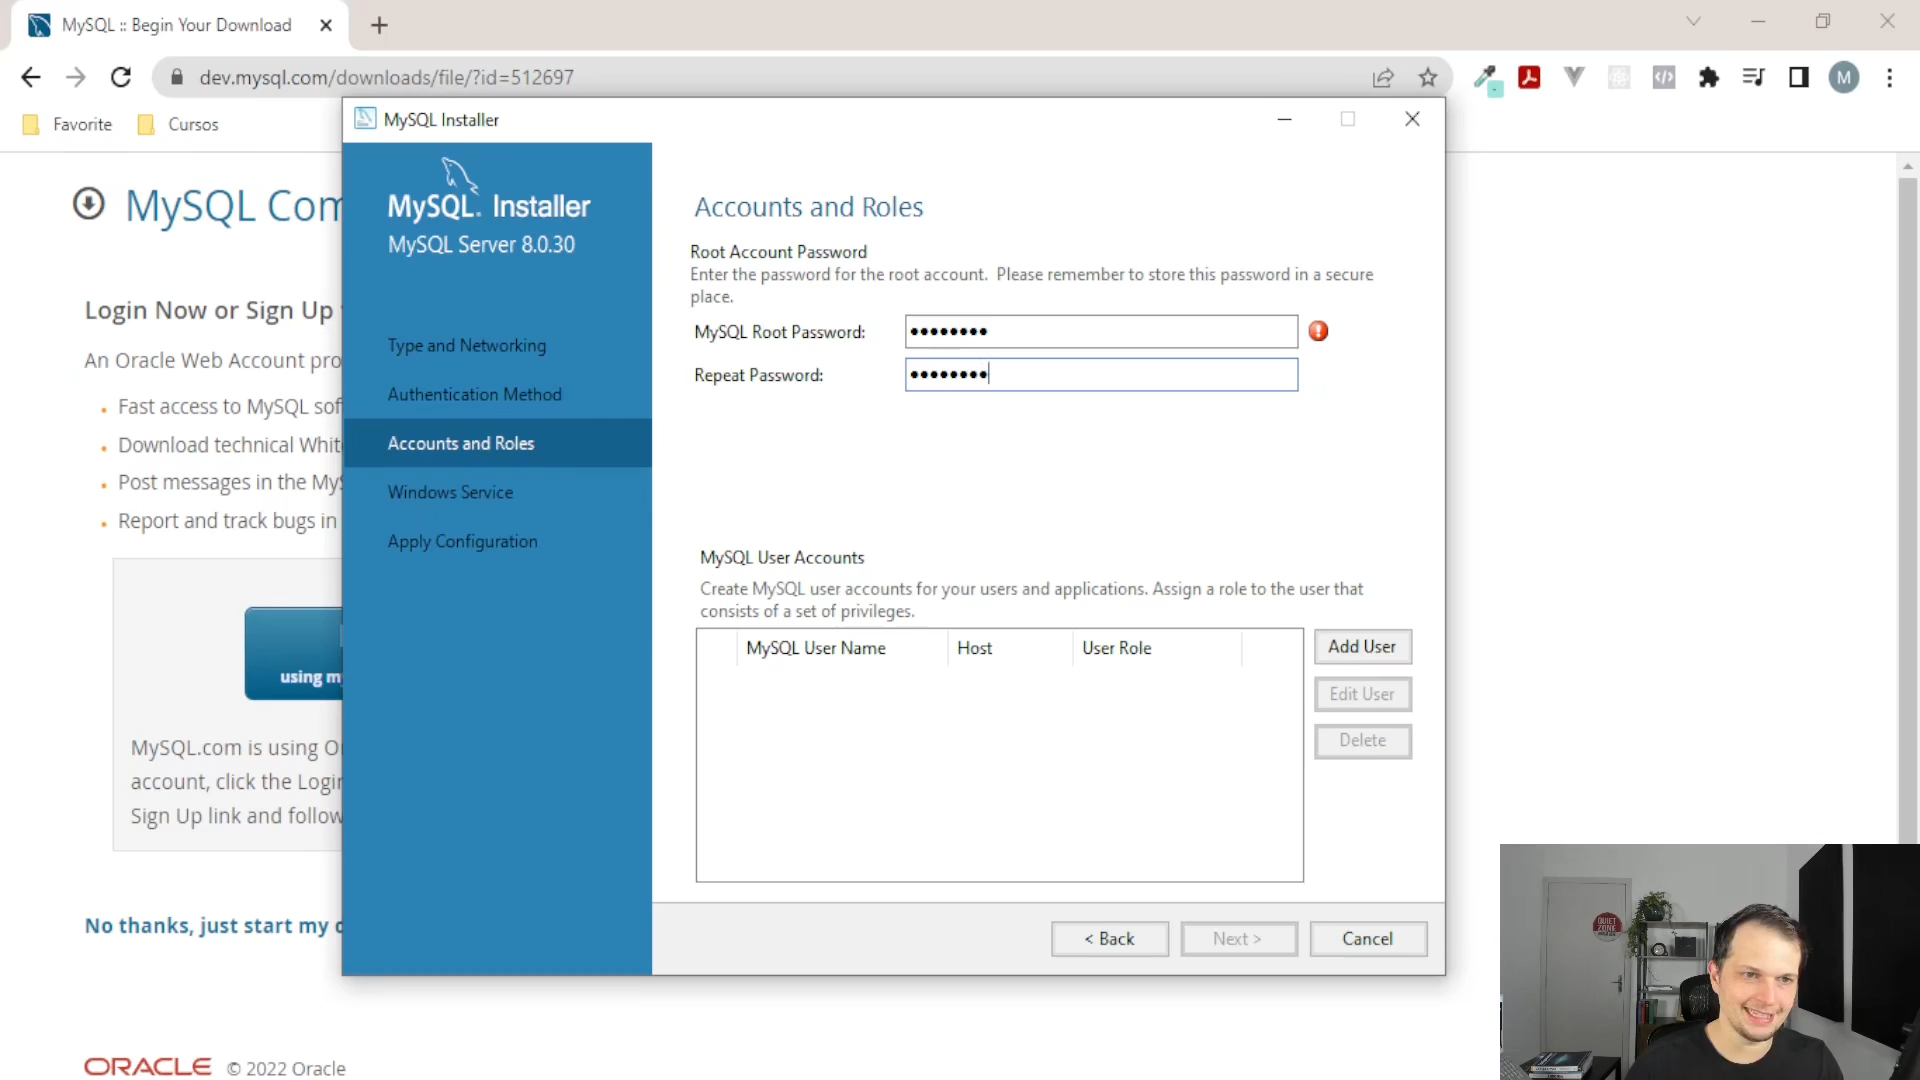 MySQL :: Begin Your Download
dev.mysql.com/downloads/file/?id=512697
M
Favorite
Cursos
MySQL Com
Login Now or Sign Up
An Oracle Web Account pro
Fast access to MySQL sof
Download technical Whit
Post messages in the My
Report and track bugs in
using m
MySQL.com is using O
account, click the Login
Sign Up link and follow
No thanks, just start my
ORACLE © 2022 Oracle
MySQL Installer
MySQL. Installer
MySQL Server 8.0.30
Type and Networking
Authentication Method
Accounts and Roles
Windows Service
Apply Configuration
Accounts and Roles
Root Account Password
Enter the password for the root account. Please remember to store this password in a secure
place.
MySQL Root Password: ●●●●●●●●
Repeat Password: ●●●●●●●●
MySQL User Accounts
Create MySQL user accounts for your users and applications. Assign a role to the user that
consists of a set of privileges.
MySQL User Name Host User Role
Add User
Edit User
Delete
< Back
Next >
Cancel
QUIET
ZONE